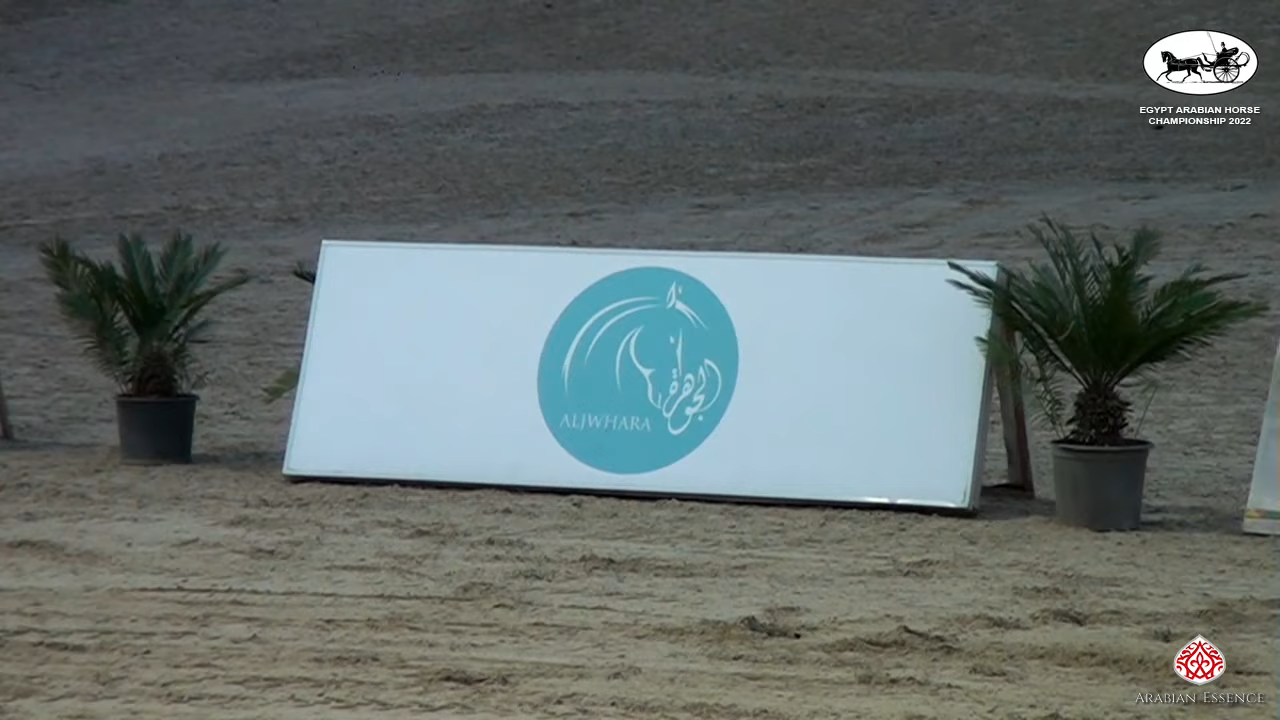 EGYPT ARABIAN HORSE
CHAMPIONSHIP 2022
ALJWHARA
الجوهرة
ARABIAN ESSENCE